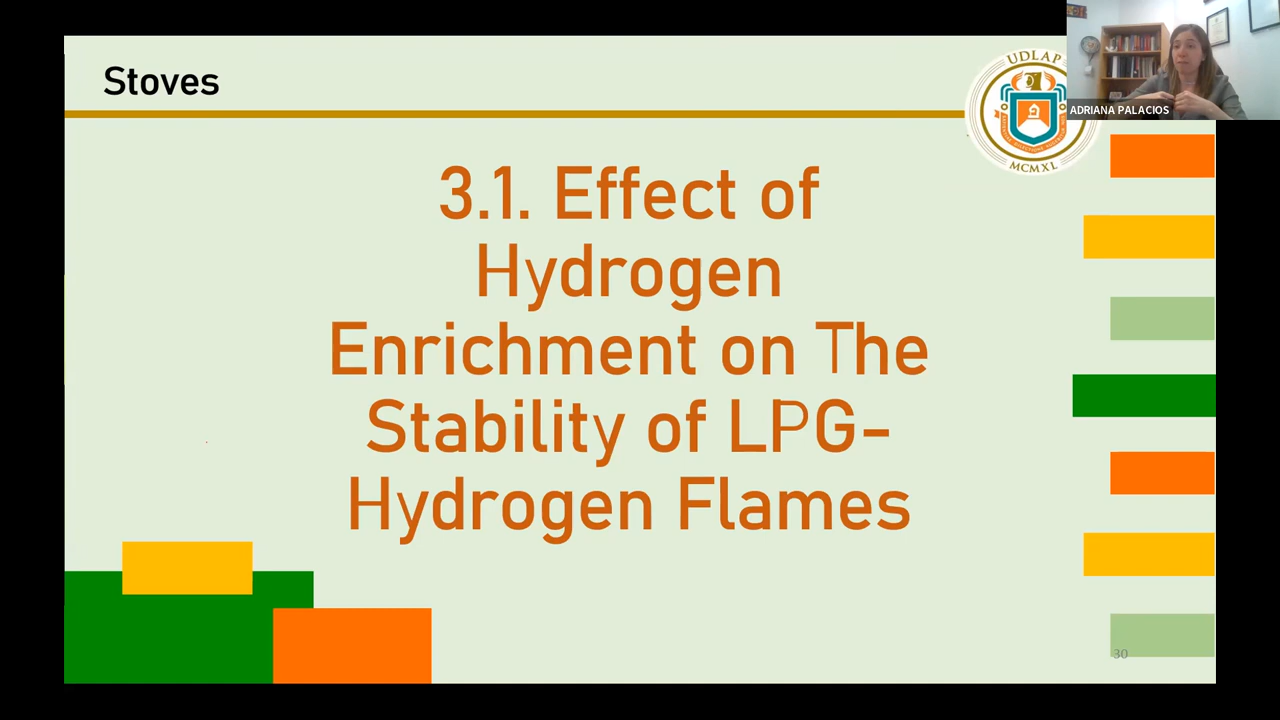 Stoves
UDLAP
MCMXL
ADRIANA PALACIOS
3.1. Effect of
Hydrogen
Enrichment on The
Stability of LPG-
Hydrogen Flames
30